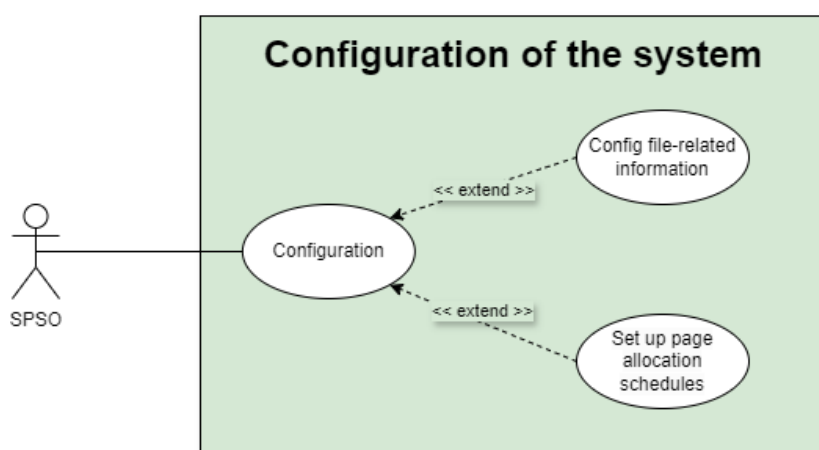 Configuration of the system
Config file-related
information
<< extend >>
Configuration
SPSO
<< extend >>
Set up page
allocation
schedules